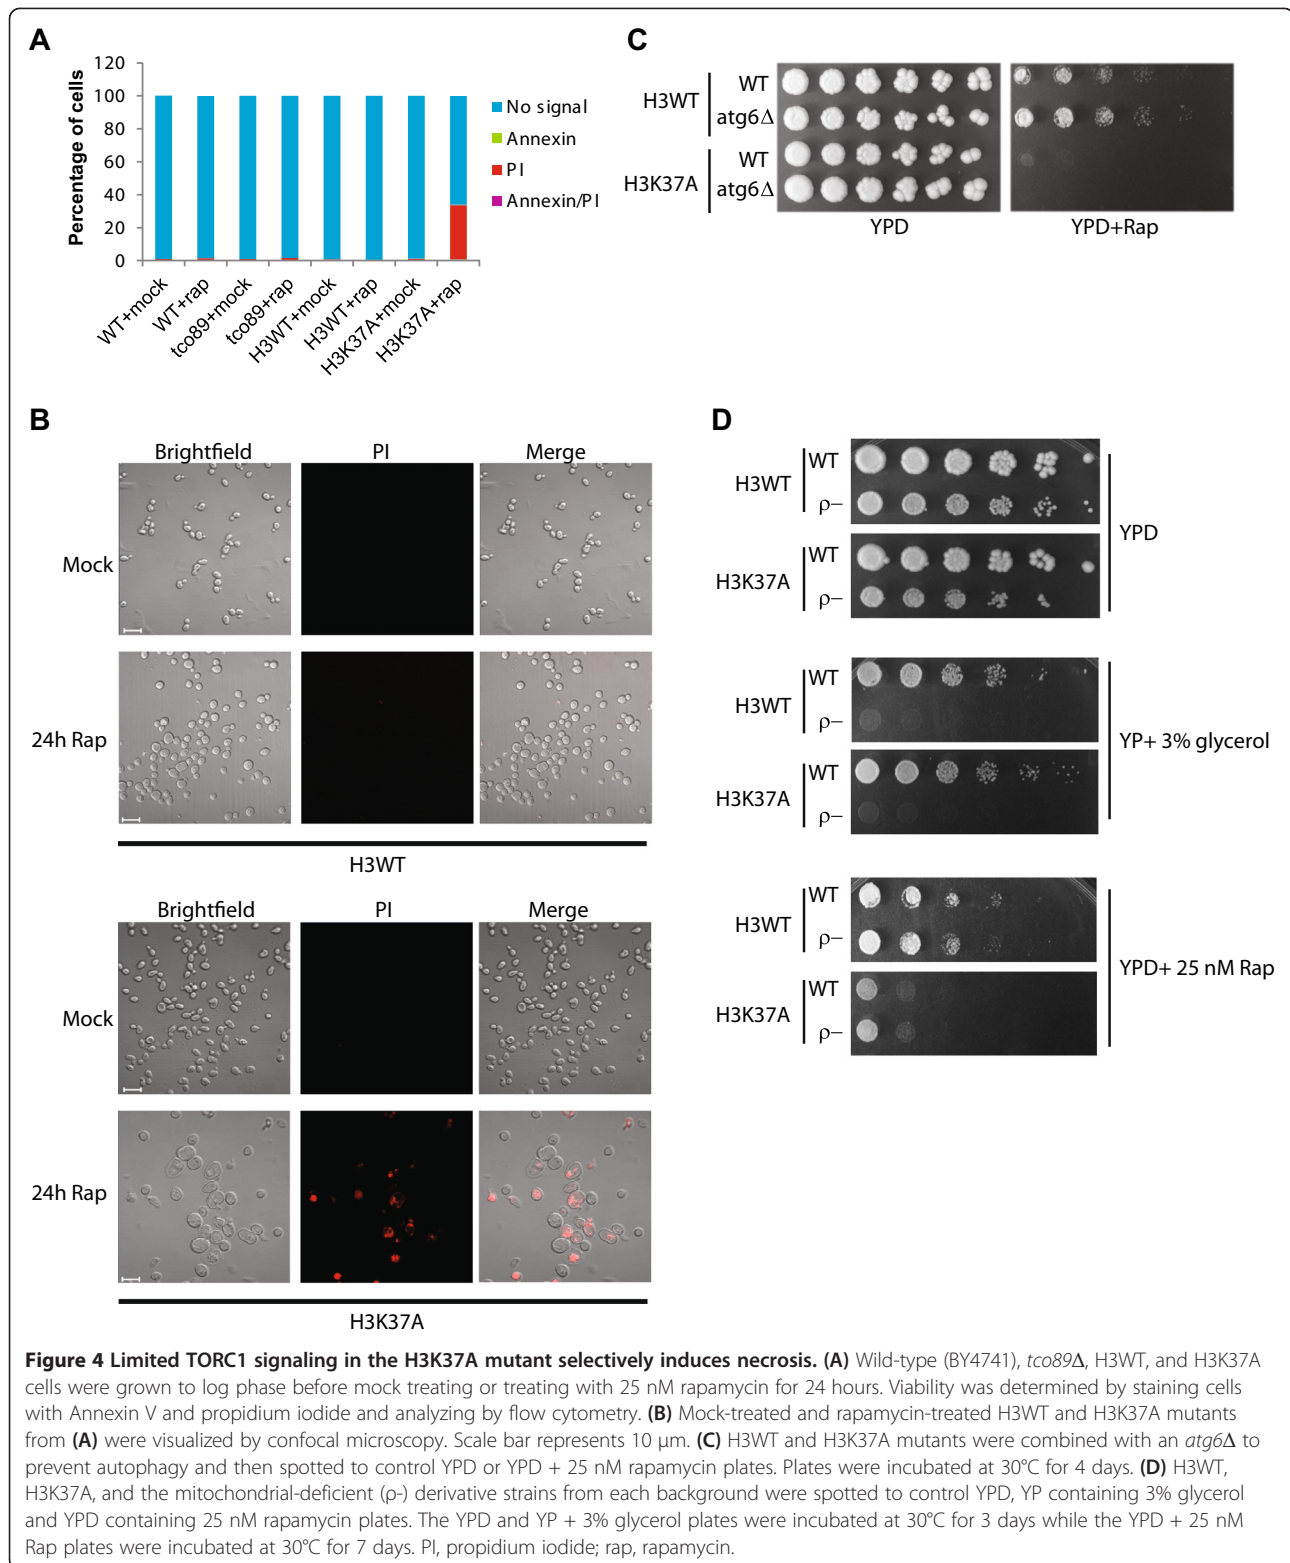 A
120
100
80
60
40
20
0
Percentage of cells
No signal
Annexin
PI
Annexin/PI
WT+mock
WT+rap
tco89+mock
tco89+rap
H3WT+mock
H3WT+rap
H3K37A+mock
H3K37A+rap
C
H3WT
WT
atg6Δ
H3K37A
WT
atg6Δ
YPD
YPD+Rap
B
Brightfield
PI
Merge
Mock
24h Rap
H3WT
Brightfield
PI
Merge
Mock
24h Rap
H3K37A
D
H3WT
WT
ρ−
H3K37A
WT
ρ−
YPD
H3WT
WT
ρ−
H3K37A
WT
ρ−
YP+ 3% glycerol
H3WT
WT
ρ−
H3K37A
WT
ρ−
YPD+ 25 nM Rap
Figure 4 Limited TORC1 signaling in the H3K37A mutant selectively induces necrosis. (A) Wild-type (BY4741), tco89Δ, H3WT, and H3K37A
cells were grown to log phase before mock treating or treating with 25 nM rapamycin for 24 hours. Viability was determined by staining cells
with Annexin V and propidium iodide and analyzing by flow cytometry. (B) Mock-treated and rapamycin-treated H3WT and H3K37A mutants
from (A) were visualized by confocal microscopy. Scale bar represents 10 μm. (C) H3WT and H3K37A mutants were combined with an atg6Δ to
prevent autophagy and then spotted to control YPD or YPD + 25 nM rapamycin plates. Plates were incubated at 30°C for 4 days. (D) H3WT,
H3K37A, and the mitochondrial-deficient (ρ-) derivative strains from each background were spotted to control YPD, YP containing 3% glycerol
and YPD containing 25 nM rapamycin plates. The YPD and YP + 3% glycerol plates were incubated at 30°C for 3 days while the YPD + 25 nM
Rap plates were incubated at 30°C for 7 days. PI, propidium iodide; rap, rapamycin.